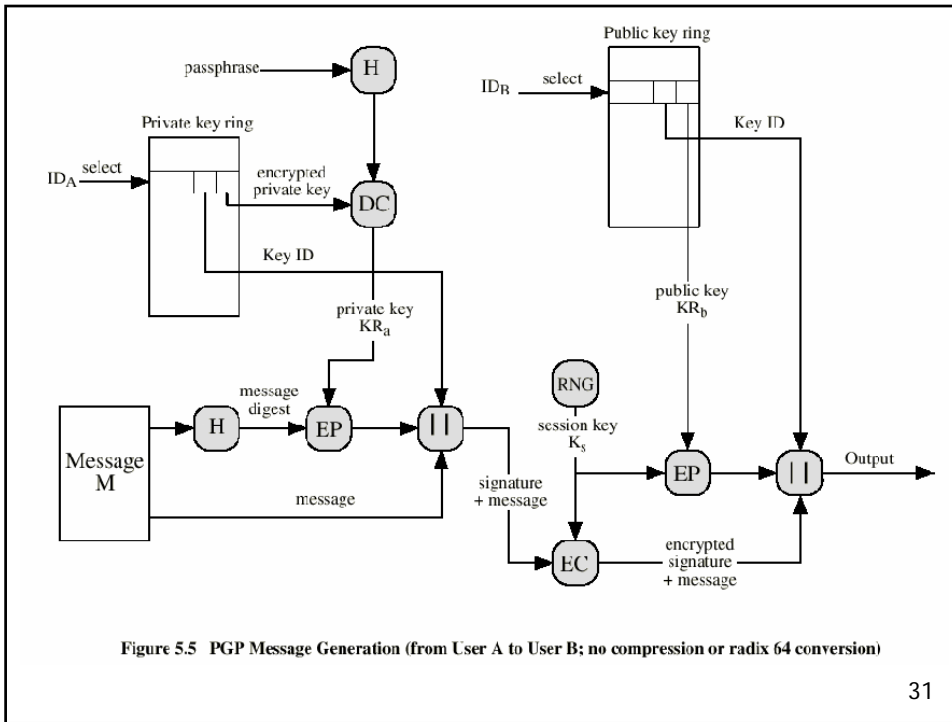 passphrase
H
Public key ring
ID_B
select
Key ID
Private key ring
ID_A
select
encrypted
private key
DC
Key ID
private key
KR_a
public key
KR_b
RNG
session key
K_s
Message
M
H
message
digest
EP
||
message
signature
+ message
EP
||
Output
EC
encrypted
signature
+ message
Figure 5.5 PGP Message Generation (from User A to User B; no compression or radix 64 conversion)
31